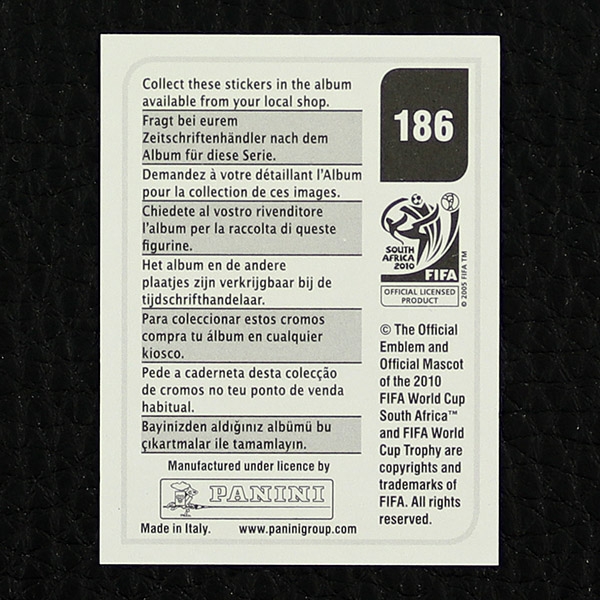 Collect these stickers in the album
available from your local shop.
Fragt bei eurem
Zeitschriftenhändler nach dem
Album für diese Serie.
Demandez à votre détaillant l'Album
pour la collection de ces images.
Chiedete al vostro rivenditore
l'album per la raccolta di queste
figurine.
Het album en de andere
plaatjes zijn verkrijgbaar bij de
tijdschrifthandelaar.
Para coleccionar estos cromos
compra tu álbum en cualquier
kiosco.
Pede a caderneta desta colecção
de cromos no teu ponto de venda
habitual.
Bayinizden aldığınız albümü bu
çıkartmalar ile tamamlayın.
Manufactured under licence by
PANINI
Made in Italy. www.paninigroup.com
186
SOUTH
AFRICA
2010
FIFA
OFFICIAL LICENSED
PRODUCT
© 2005 FIFA TM
© The Official
Emblem and
Official Mascot
of the 2010
FIFA World Cup
South Africa™
and FIFA World
Cup Trophy are
copyrights and
trademarks of
FIFA. All rights
reserved.